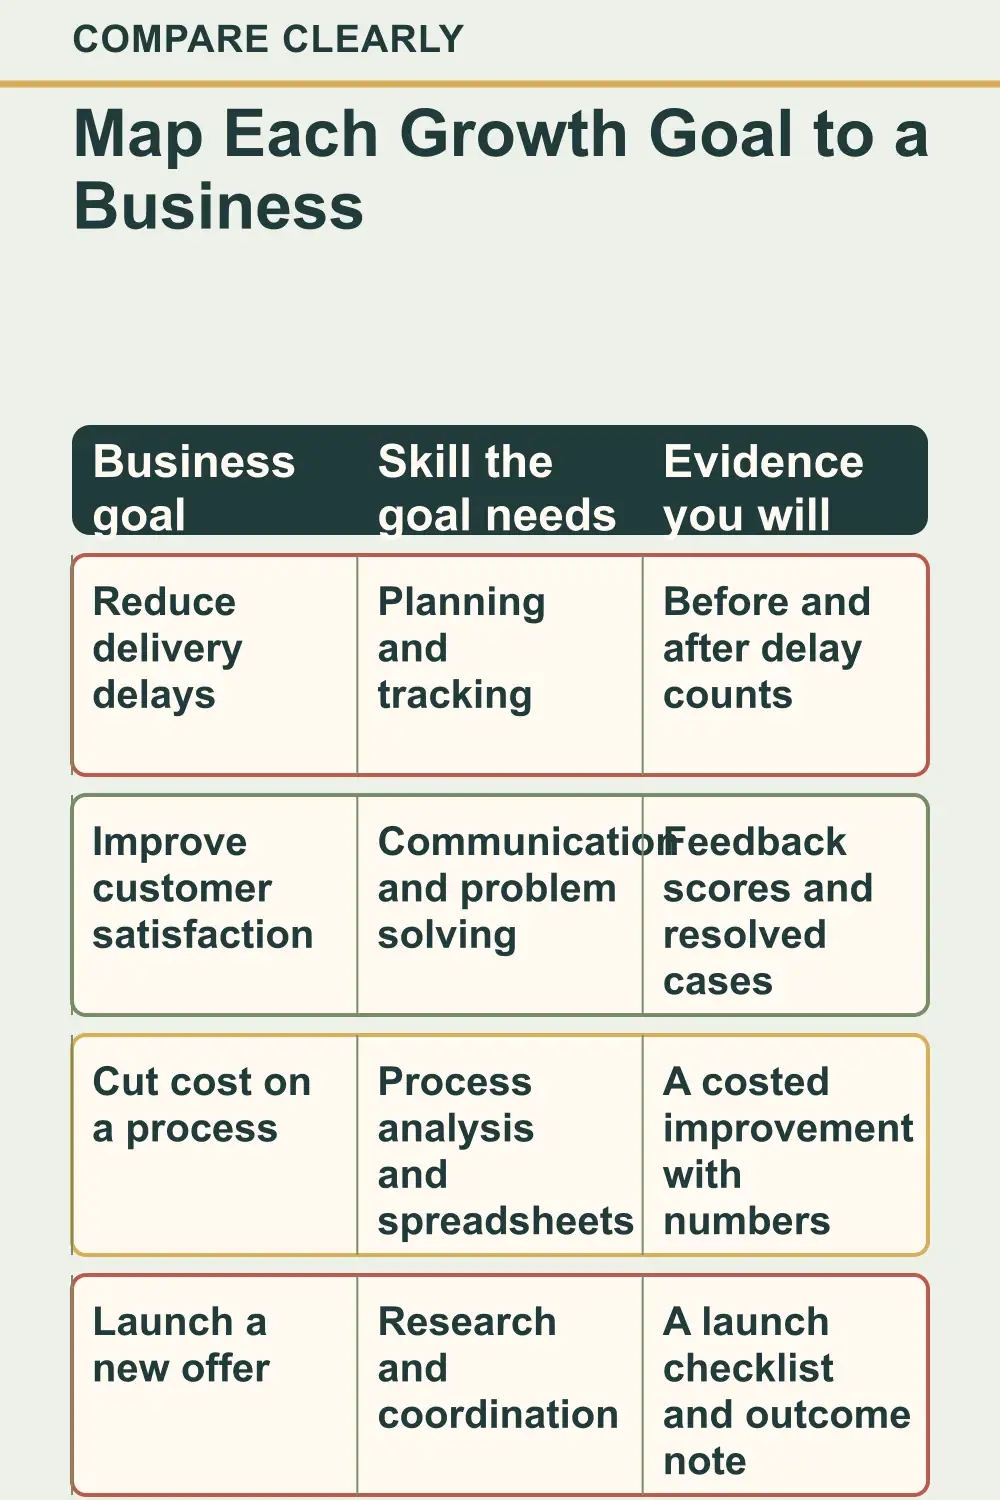 COMPARE CLEARLY
Map Each Growth Goal to a
Business
Business
goal
Skill the
goal needs
Evidence
you will
Reduce
delivery
delays
Planning
and
tracking
Before and
after delay
counts
Improve
customer
satisfaction
Communication
and problem
solving
Feedback
scores and
resolved
cases
Cut cost on
a process
Process
analysis
and
spreadsheets
A costed
improvement
with
numbers
Launch a
new offer
Research
and
coordination
A launch
checklist
and outcome
note